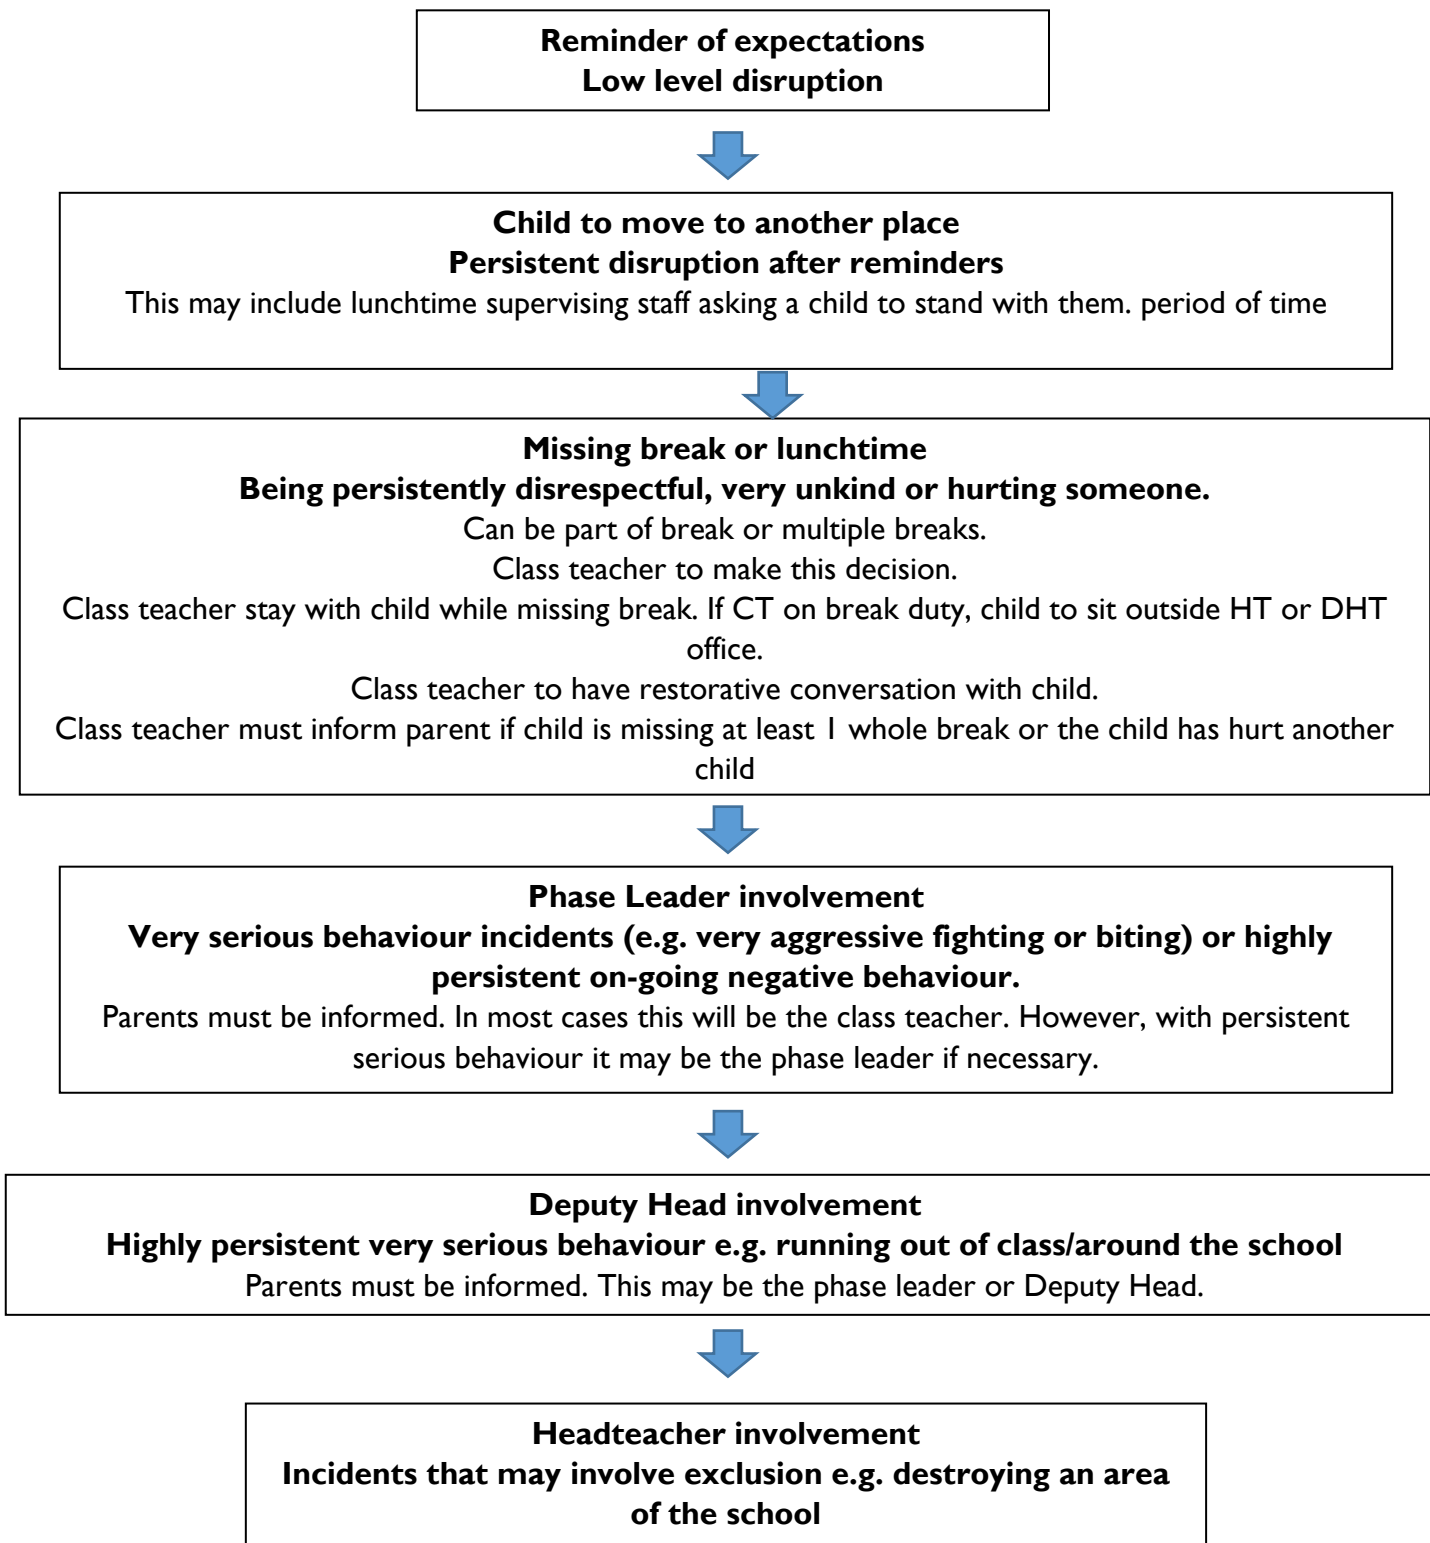 Reminder of expectations
Low level disruption
Child to move to another place
Persistent disruption after reminders
This may include lunchtime supervising staff asking a child to stand with them. period of time
Missing break or lunchtime
Being persistently disrespectful, very unkind or hurting someone.
Can be part of break or multiple breaks.
Class teacher to make this decision.
Class teacher stay with child while missing break. If CT on break duty, child to sit outside HT or DHT
office.
Class teacher to have restorative conversation with child.
Class teacher must inform parent if child is missing at least 1 whole break or the child has hurt another
child
Phase Leader involvement
Very serious behaviour incidents (e.g. very aggressive fighting or biting) or highly
persistent on-going negative behaviour.
Parents must be informed. In most cases this will be the class teacher. However, with persistent
serious behaviour it may be the phase leader if necessary.
Deputy Head involvement
Highly persistent very serious behaviour e.g. running out of class/around the school
Parents must be informed. This may be the phase leader or Deputy Head.
Headteacher involvement
Incidents that may involve exclusion e.g. destroying an area
of the school